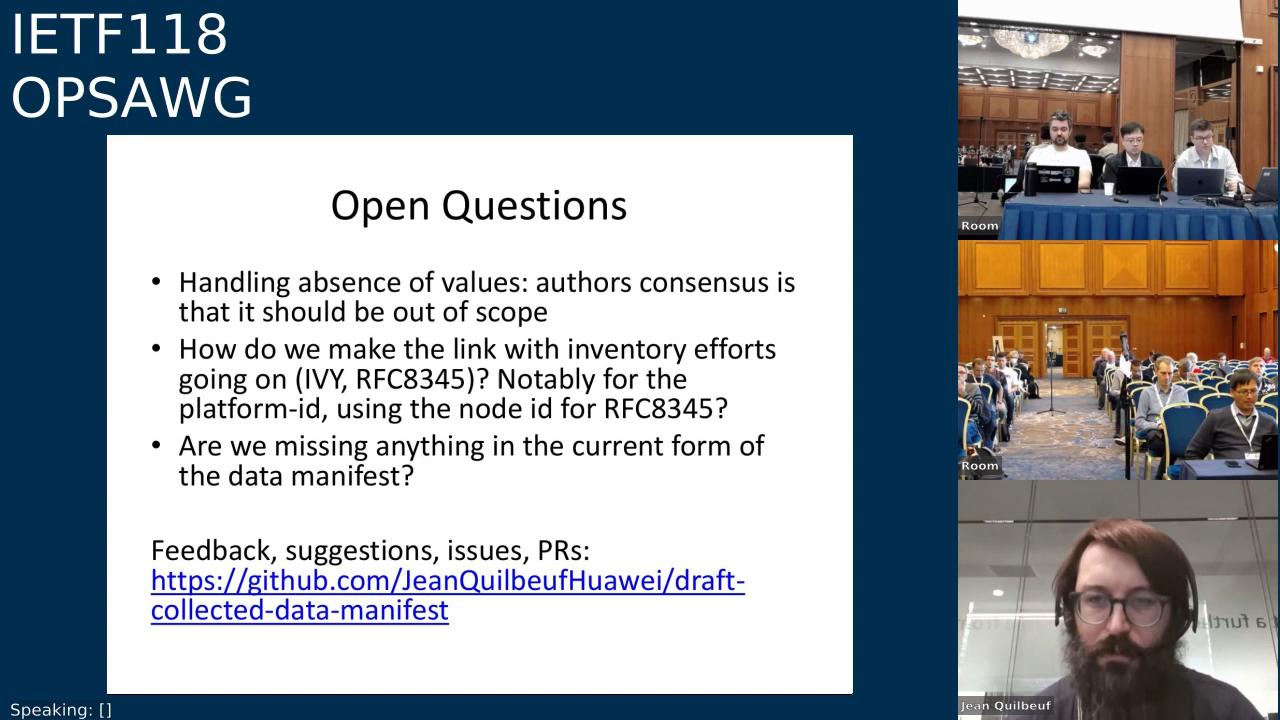 IETF118
OPSAWG
Open Questions
• Handling absence of values: authors consensus is
that it should be out of scope
• How do we make the link with inventory efforts
going on (IVY, RFC8345)? Notably for the
platform-id, using the node id for RFC8345?
• Are we missing anything in the current form of
the data manifest?
Feedback, suggestions, issues, PRs:
https://github.com/JeanQuilbeufHuawei/draft-
collected-data-manifest
Speaking: []
Room
Room
Jean Quilbeuf